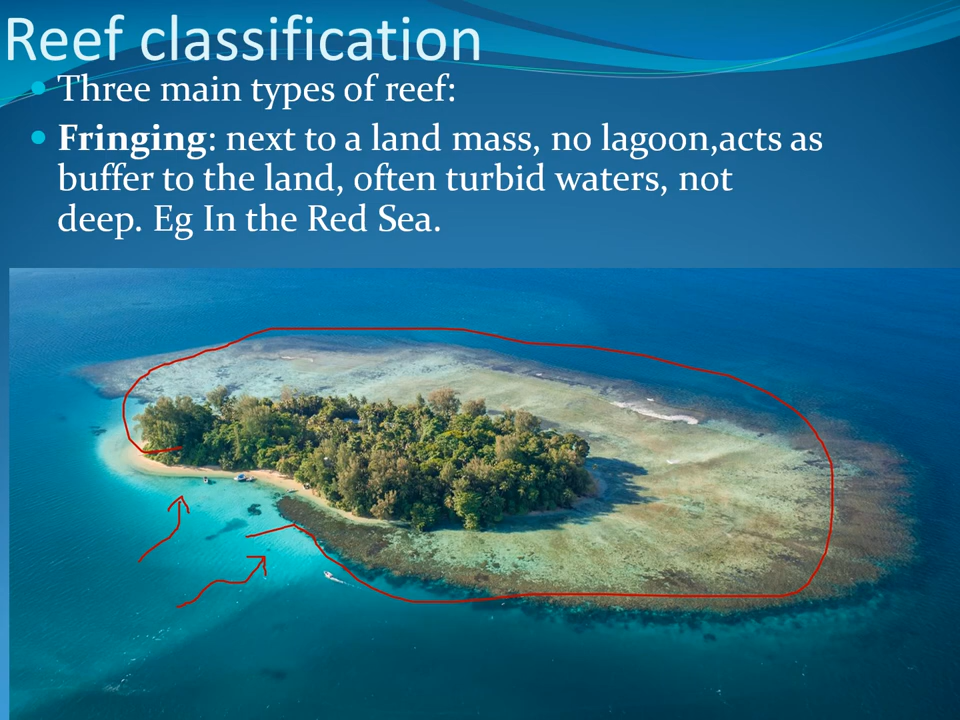 Reef classification
Three main types of reef:
Fringing: next to a land mass, no lagoon,acts as
buffer to the land, often turbid waters, not
deep. Eg In the Red Sea.